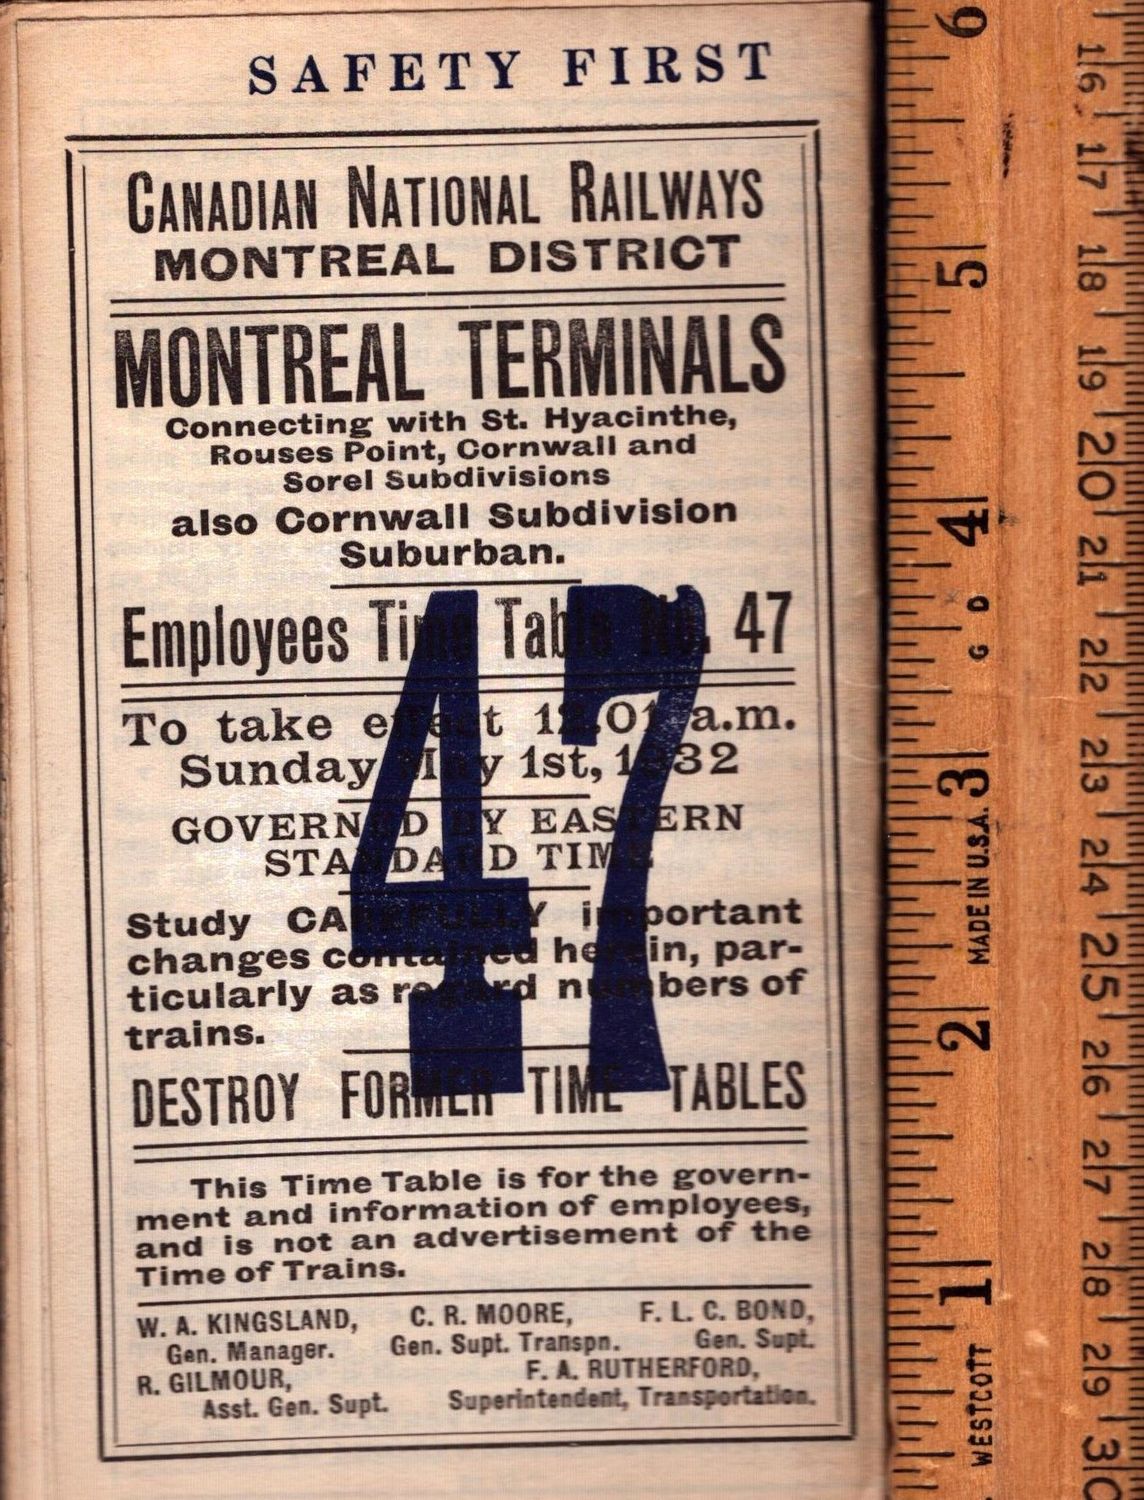 SAFETY FIRST
CANADIAN NATIONAL RAILWAYS
MONTREAL DISTRICT
MONTREAL TERMINALS
Connecting with St. Hyacinthe,
Rouses Point, Cornwall and
Sorel Subdivisions
also Cornwall Subdivision
Suburban.
Employees Time Table No. 47
47
To take effect 12.01 a.m.
Sunday May 1st, 1932
GOVERNED BY EASTERN
STANDARD TIME
Study CAREFULLY important
changes contained herein, par-
ticularly as regard numbers of
trains.
DESTROY FORMER TIME TABLES
This Time Table is for the govern-
ment and information of employees,
and is not an advertisement of the
Time of Trains.
W. A. KINGSLAND, C. R. MOORE, F. L. C. BOND,
Gen. Manager. Gen. Supt. Transpn. Gen. Supt.
R. GILMOUR, F. A. RUTHERFORD,
Asst. Gen. Supt. Superintendent, Transportation.
6
5
4
3
2
1
G D
MADE IN U.S.A.
WESTCOTT
16
17
18
19
20
21
22
23
24
25
26
27
28
29
30